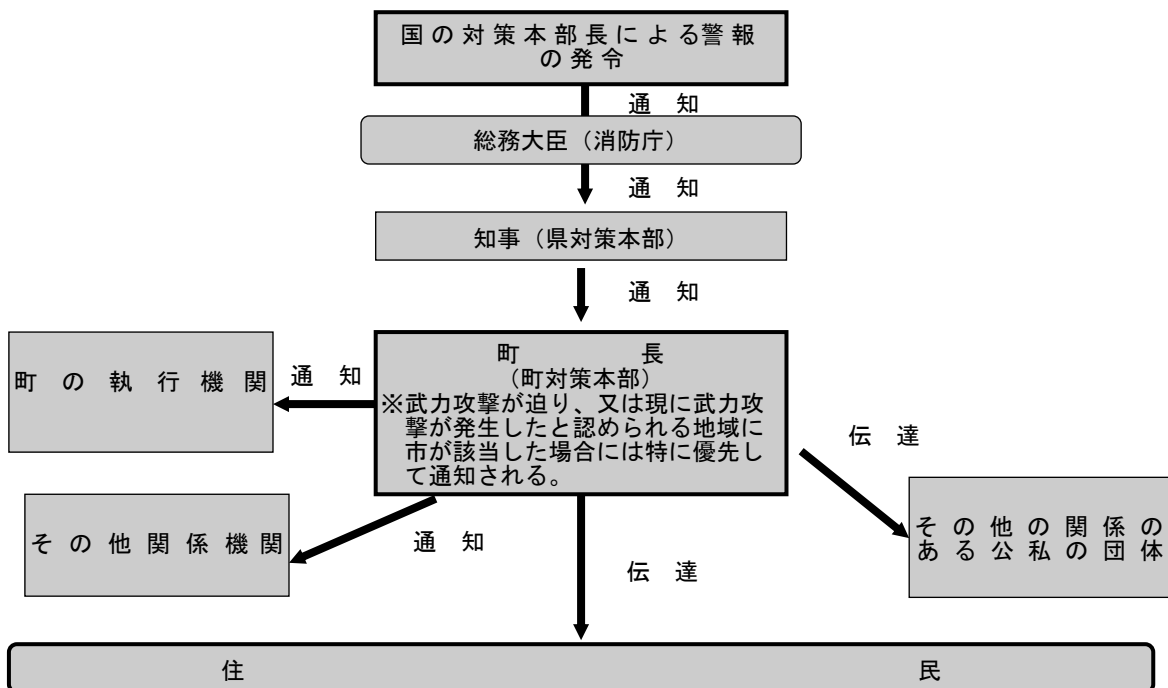 国の対策本部長による警報
の発令
通 知
総務大臣（消防庁）
通 知
知事（県対策本部）
通 知
町 長
（町対策本部）
※武力攻撃が迫り、又は現に武力攻
撃が発生したと認められる地域に
市が該当した場合には特に優先し
て通知される。
町の執行機関
通 知
その他関係機関
通 知
伝 達
伝 達
その他の関係の
ある公私の団体
住 民